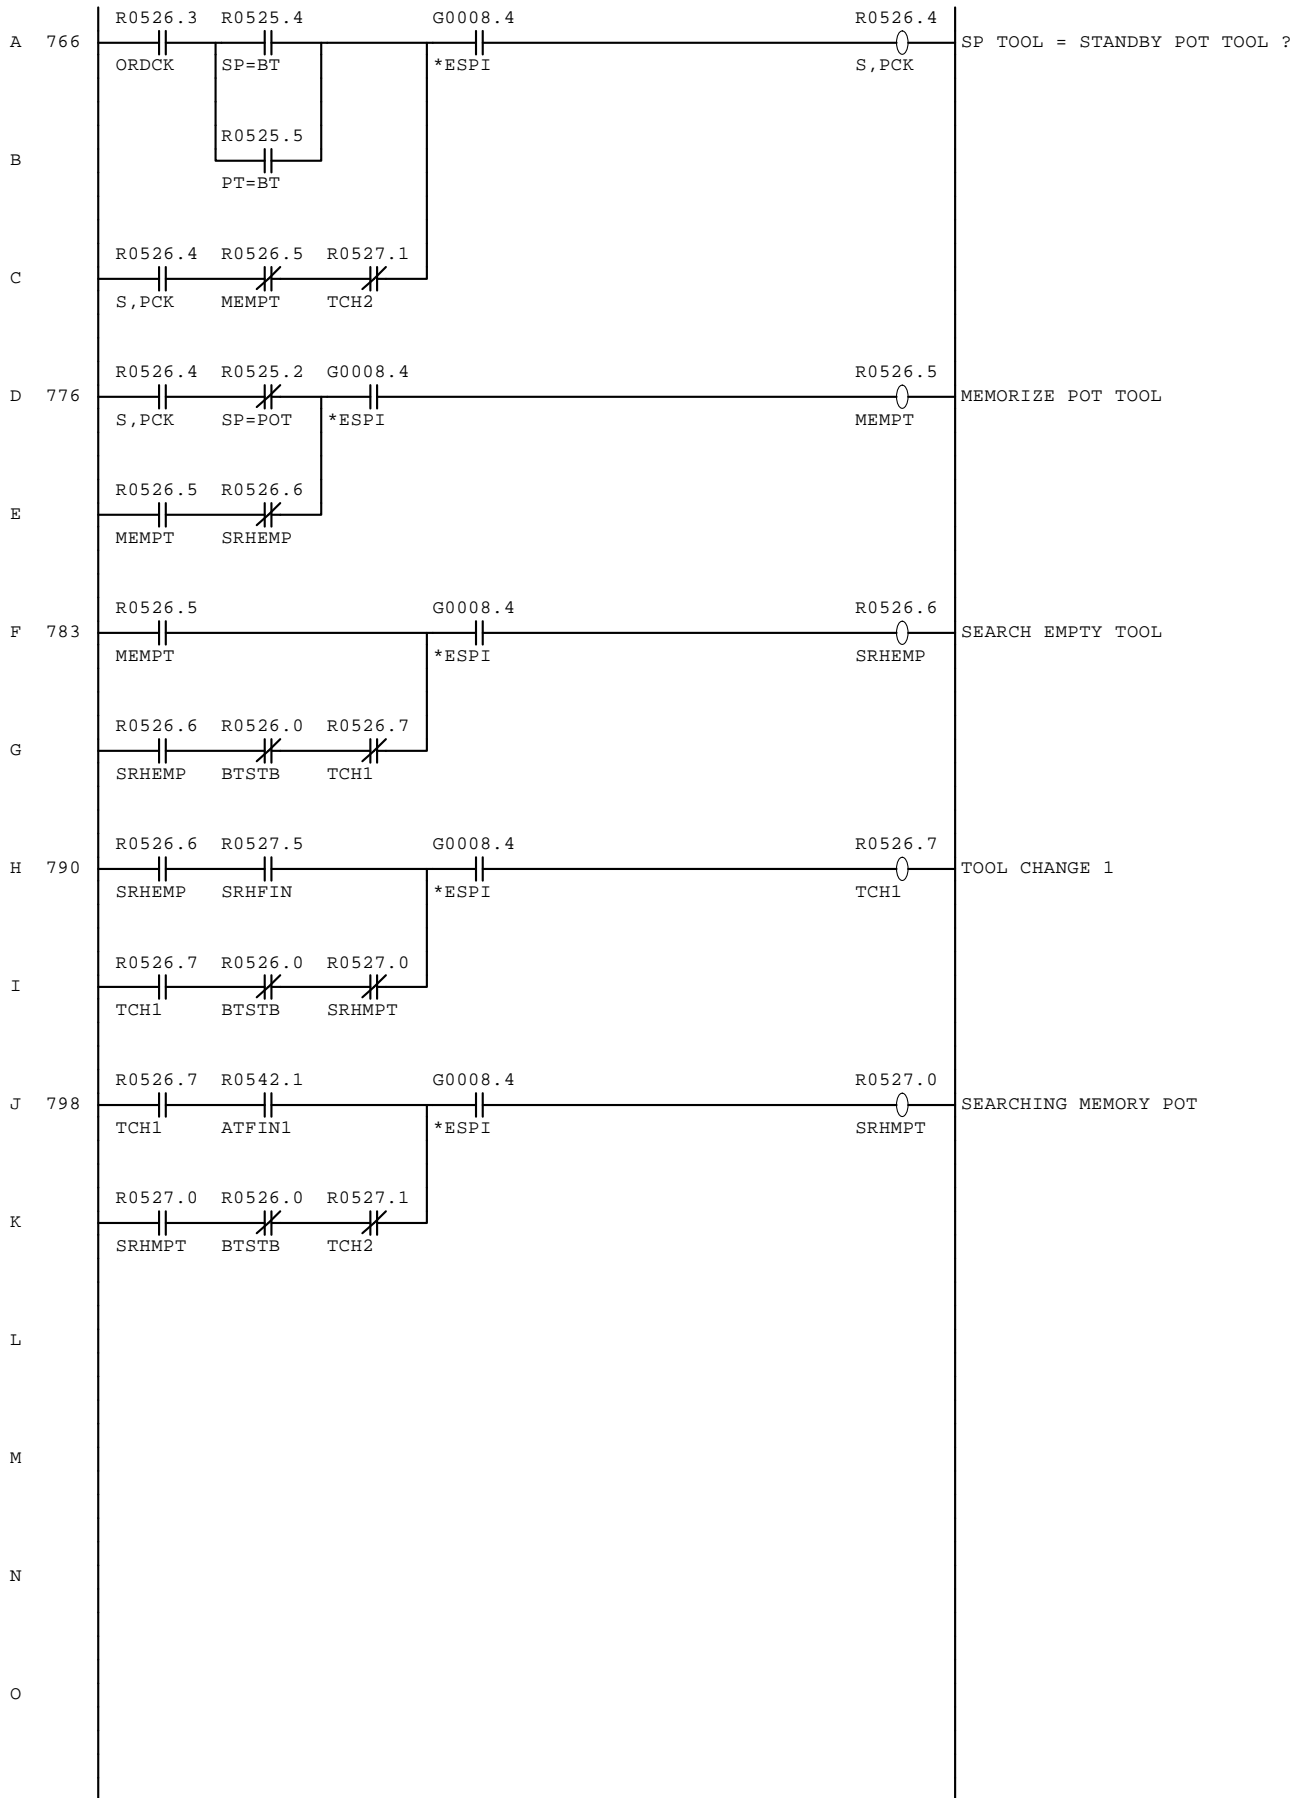 R0526.3 R0525.4 G0008.4 R0526.4
A 766 SP TOOL = STANDBY POT TOOL ?
ORDCK SP=BT *ESPI S,PCK
R0525.5
B
PT=BT
R0526.4 R0526.5 R0527.1
C
S,PCK MEMPT TCH2
R0526.4 R0525.2 G0008.4 R0526.5
D 776 MEMORIZE POT TOOL
S,PCK SP=POT *ESPI MEMPT
R0526.5 R0526.6
E
MEMPT SRHEMP
R0526.5 G0008.4 R0526.6
F 783 SEARCH EMPTY TOOL
MEMPT *ESPI SRHEMP
R0526.6 R0526.0 R0526.7
G
SRHEMP BTSTB TCH1
R0526.6 R0527.5 G0008.4 R0526.7
H 790 TOOL CHANGE 1
SRHEMP SRHFIN *ESPI TCH1
R0526.7 R0526.0 R0527.0
I
TCH1 BTSTB SRHMPT
R0526.7 R0542.1 G0008.4 R0527.0
J 798 SEARCHING MEMORY POT
TCH1 ATFIN1 *ESPI SRHMPT
R0527.0 R0526.0 R0527.1
K
SRHMPT BTSTB TCH2
L
M
N
O